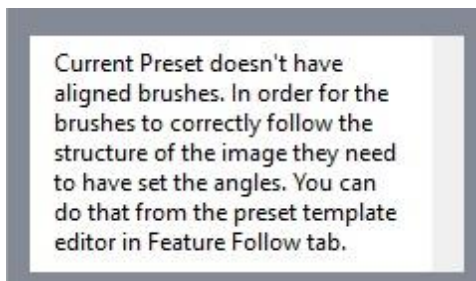 Current Preset doesn't have
aligned brushes. In order for the
brushes to correctly follow the
structure of the image they need
to have set the angles. You can
do that from the preset template
editor in Feature Follow tab.